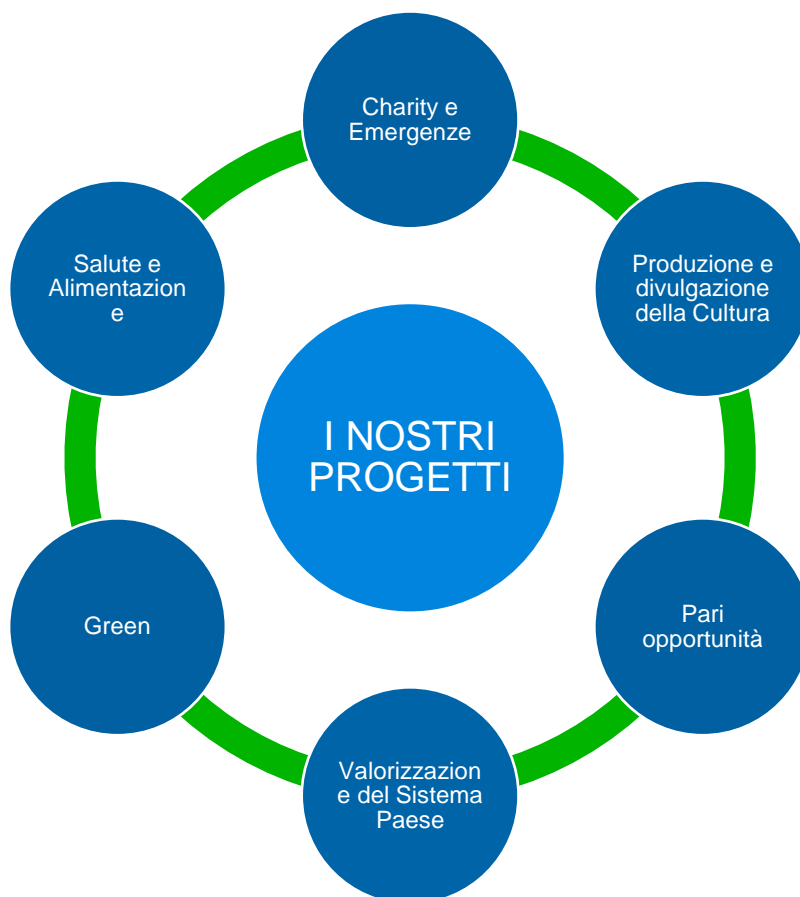 Charity e
Emergenze
Salute e
Alimentazion
e
Produzione e
divulgazione
della Cultura
I NOSTRI
PROGETTI
Green
Pari
opportunità
Valorizzazion
e del Sistema
Paese